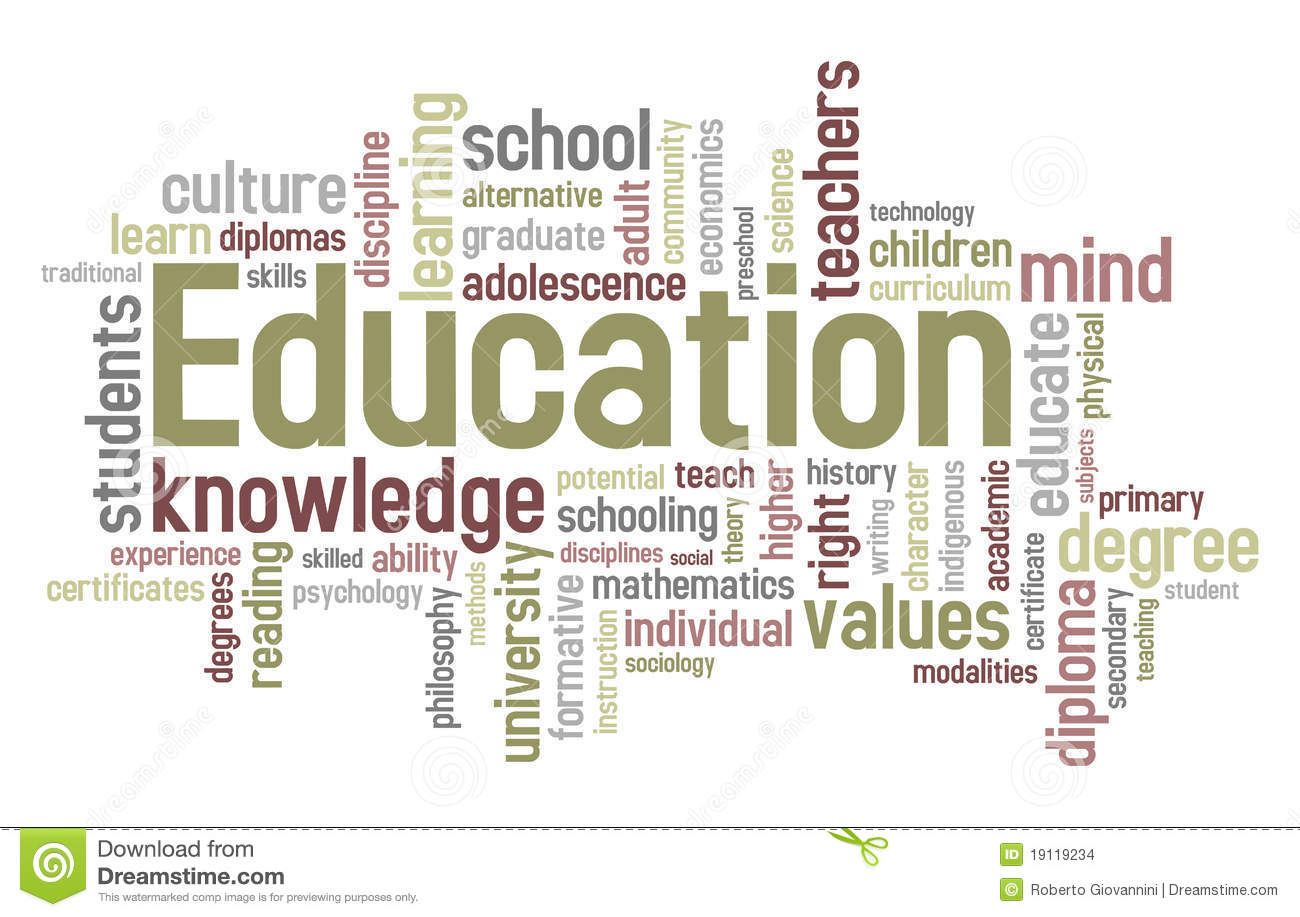 teachers
learning
school
discipline
community
economics
science
culture
alternative
adult
preschool
technology
learn
diplomas
graduate
children
mind
traditional
skills
adolescence
curriculum
students
Education
educate
physical
subjects
knowledge
potential
teach
higher
history
character
indigenous
academic
primary
schooling
theory
right
writing
degree
experience
reading
skilled
ability
university
disciplines
social
certificate
certificates
degrees
psychology
methods
formative
mathematics
diploma
secondary
student
philosophy
instruction
individual
values
teaching
sociology
modalities
dreamstime
Download from
Dreamstime.com
This watermarked comp image is for previewing purposes only.
ID 19119234
© Roberto Giovannini | Dreamstime.com